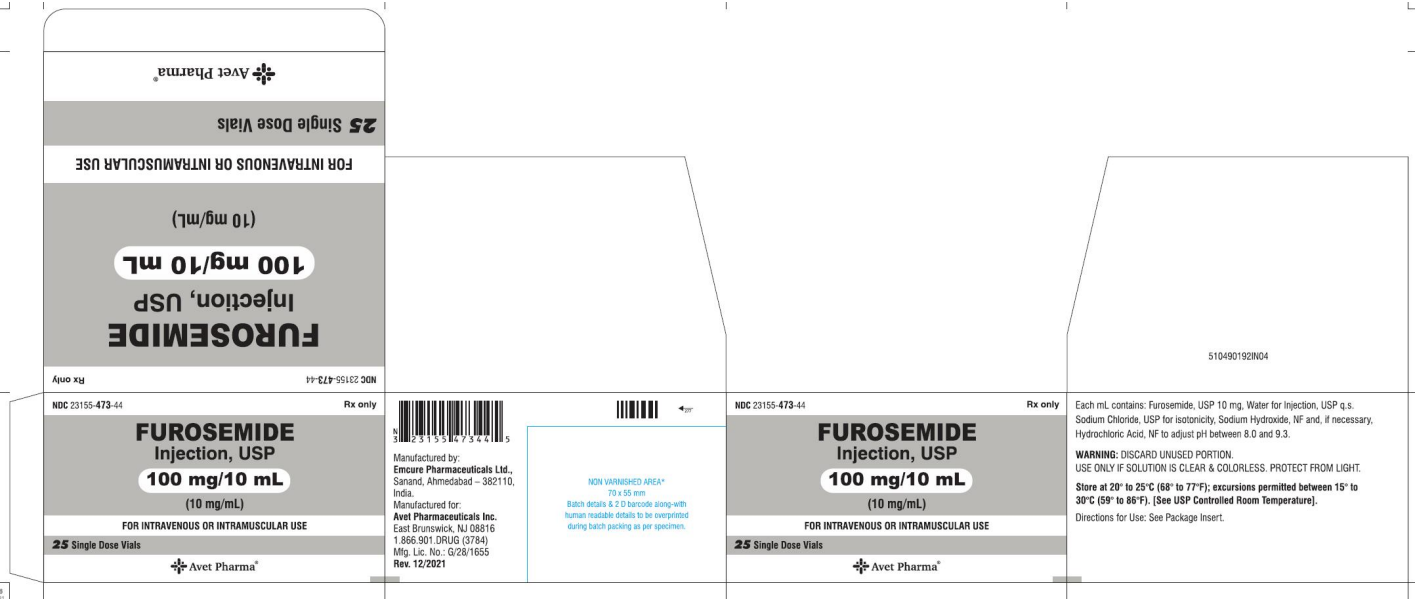 Avet Pharma®
25 Single Dose Vials
FOR INTRAVENOUS OR INTRAMUSCULAR USE
(10 mg/mL)
100 mg/10 mL
Injection, USP
FUROSEMIDE
NDC 23155-473-44 Rx only
NDC 23155-473-44 Rx only
FUROSEMIDE
Injection, USP
100 mg/10 mL
(10 mg/mL)
FOR INTRAVENOUS OR INTRAMUSCULAR USE
25 Single Dose Vials
Avet Pharma®
N
3 23155 47344 5
Manufactured by:
Emcure Pharmaceuticals Ltd.,
Sanand, Ahmedabad – 382110,
India.
Manufactured for:
Avet Pharmaceuticals Inc.
East Brunswick, NJ 08816
1.866.901.DRUG (3784)
Mfg. Lic. No.: G/28/1655
Rev. 12/2021
NON VARNISHED AREA*
70 x 55 mm
Batch details & 2 D barcode along-with
human readable details to be overprinted
during batch packing as per specimen.
NDC 23155-473-44 Rx only
FUROSEMIDE
Injection, USP
100 mg/10 mL
(10 mg/mL)
FOR INTRAVENOUS OR INTRAMUSCULAR USE
25 Single Dose Vials
Avet Pharma®
510490192IN04
Each mL contains: Furosemide, USP 10 mg, Water for Injection, USP q.s.
Sodium Chloride, USP for isotonicity, Sodium Hydroxide, NF and, if necessary,
Hydrochloric Acid, NF to adjust pH between 8.0 and 9.3.
WARNING: DISCARD UNUSED PORTION.
USE ONLY IF SOLUTION IS CLEAR & COLORLESS. PROTECT FROM LIGHT.
Store at 20° to 25°C (68° to 77°F); excursions permitted between 15° to
30°C (59° to 86°F). [See USP Controlled Room Temperature].
Directions for Use: See Package Insert.